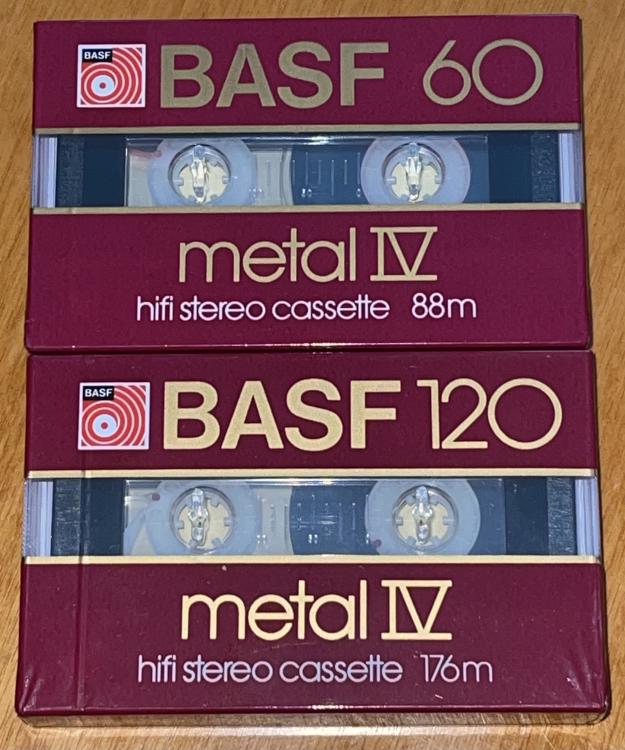 BASF
BASF 60
metal IV
hifi stereo cassette 88m
BASF
BASF 120
metal IV
hifi stereo cassette 176m